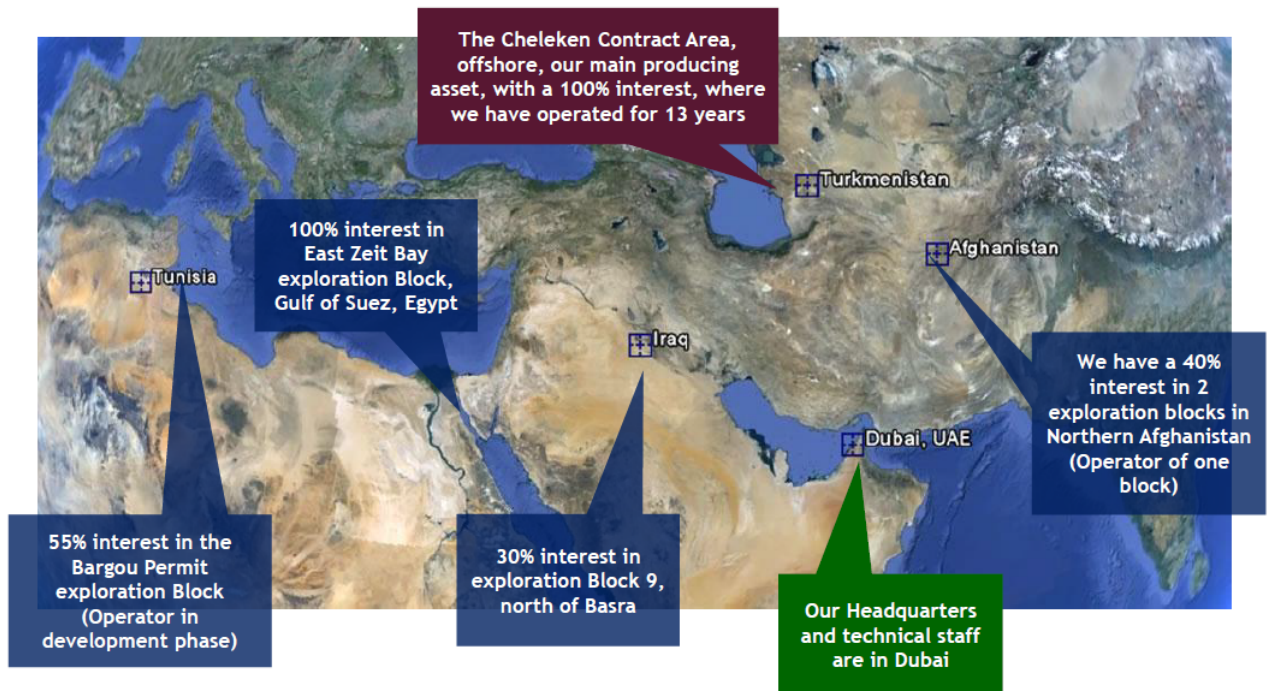 The Cheleken Contract Area,
offshore, our main producing
asset, with a 100% interest, where
we have operated for 13 years
Turkmenistan
100% interest in
East Zeit Bay
exploration Block,
Gulf of Suez, Egypt
Afghanistan
Tunisia
Iraq
We have a 40%
interest in 2
exploration blocks in
Northern Afghanistan
(Operator of one
block)
Dubai, UAE
55% interest in the
Bargou Permit
exploration Block
(Operator in
development phase)
30% interest in
exploration Block 9,
north of Basra
Our Headquarters
and technical staff
are in Dubai